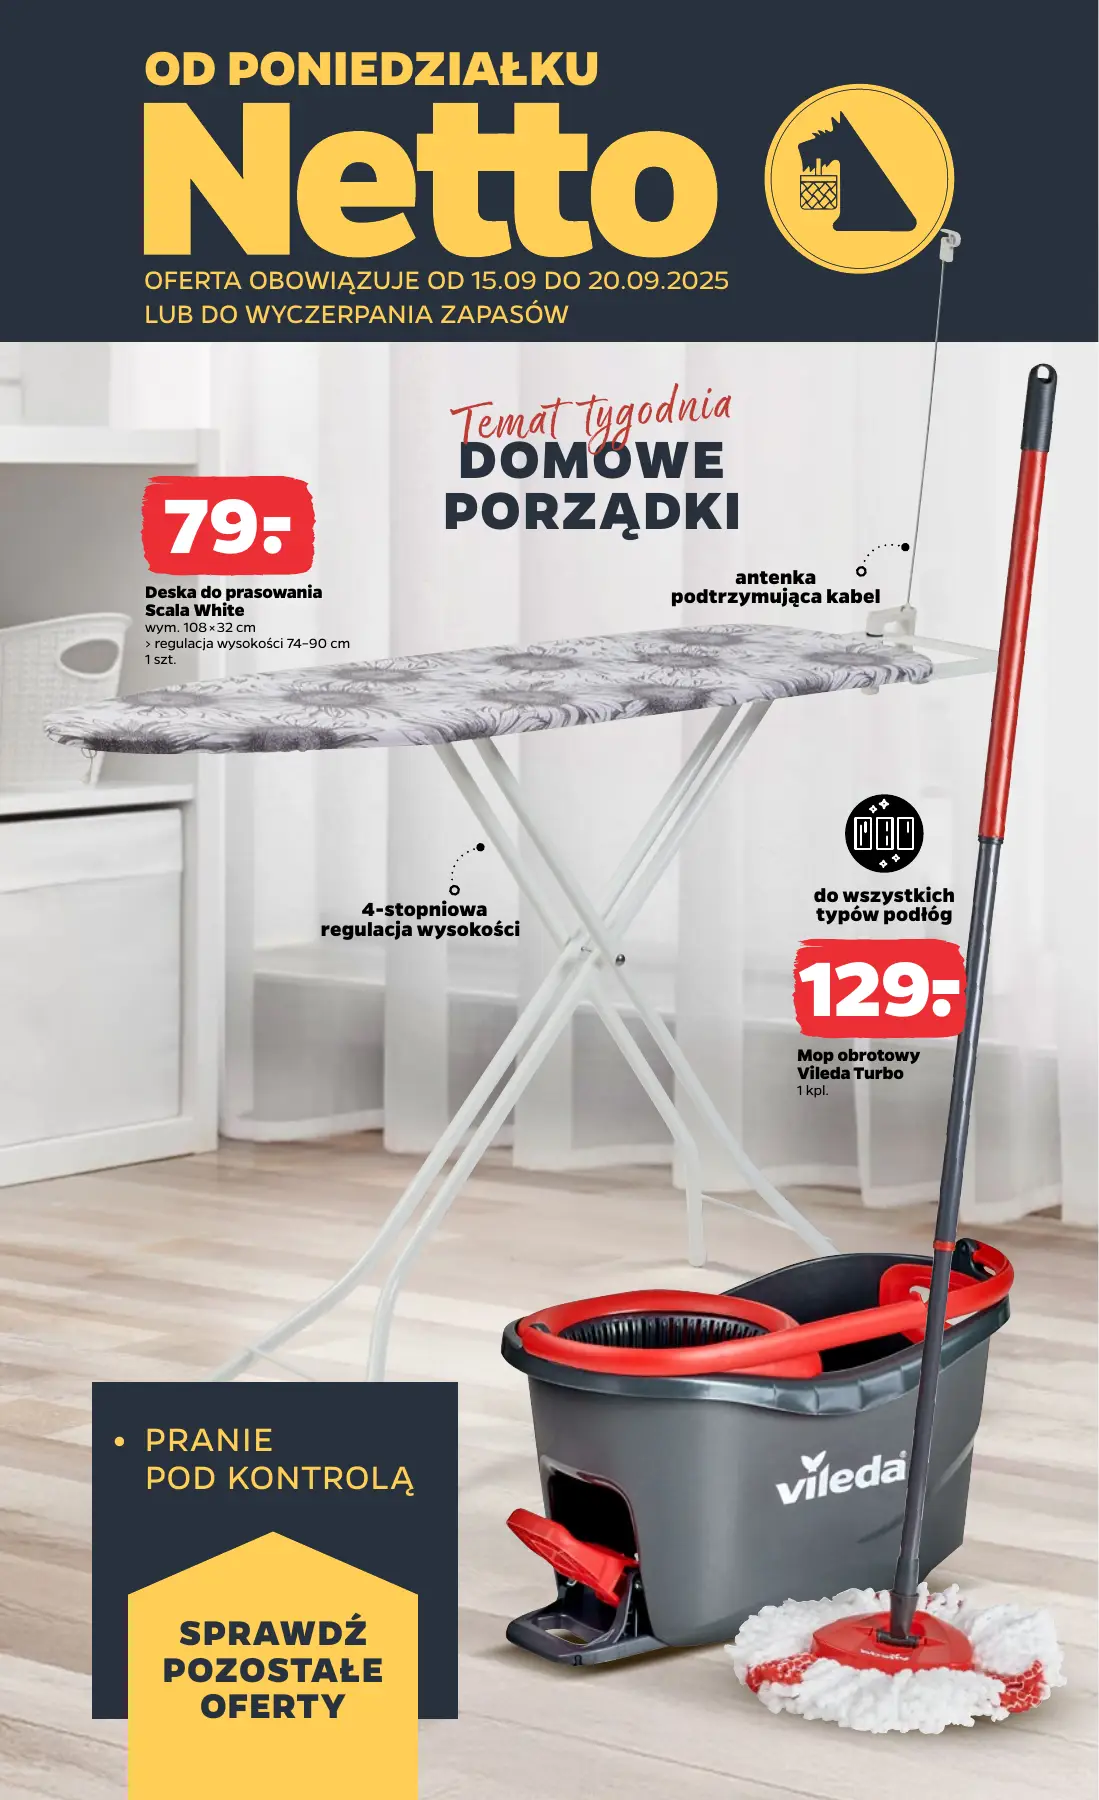 OD PONIEDZIAŁKU
Netto
OFERTA OBOWIĄZUJE OD 15.09 DO 20.09.2025
LUB DO WYCZERPANIA ZAPASÓW
Temat tygodnia
DOMOWE
PORZĄDKI
79.-
Deska do prasowania
Scala White
wym. 108×32 cm
› regulacja wysokości 74–90 cm
1 szt.
antenka
podtrzymująca kabel
4-stopniowa
regulacja wysokości
do wszystkich
typów podłóg
129.-
Mop obrotowy
Vileda Turbo
1 kpl.
vileda®
• PRANIE
POD KONTROLĄ
SPRAWDŹ
POZOSTAŁE
OFERTY